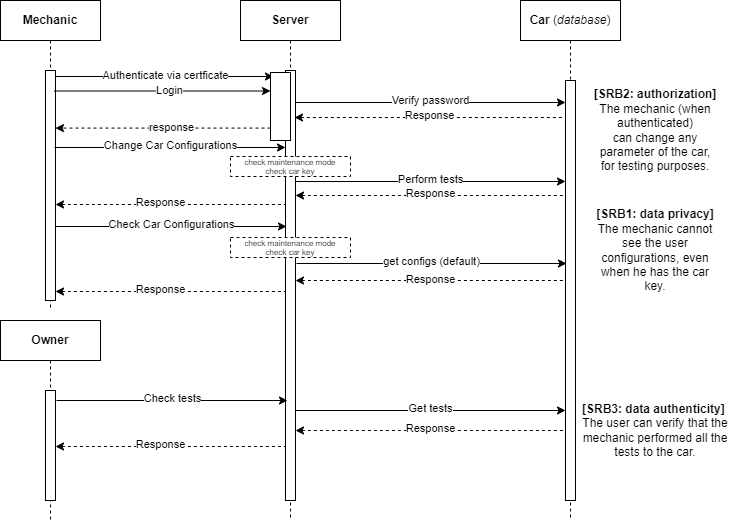 Mechanic
Server
Car (database)
Authenticate via certficate
Login
Verify password
Response
response
Change Car Configurations
check maintenance mode
check car key
Perform tests
Response
Response
Check Car Configurations
check maintenance mode
check car key
get configs (default)
Response
Response
[SRB2: authorization]
The mechanic (when
authenticated)
can change any
parameter of the car,
for testing purposes.
[SRB1: data privacy]
The mechanic cannot
see the user
configurations, even
when he has the car
key.
Owner
Check tests
Get tests
Response
Response
[SRB3: data authenticity]
The user can verify that the
mechanic performed all the
tests to the car.